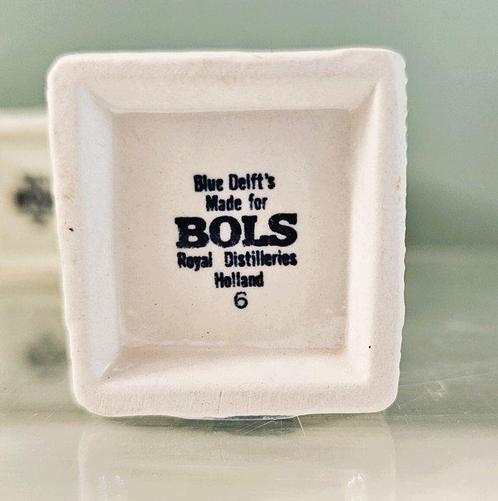 Blue Delft's
Made for
BOLS
Royal Distilleries
Holland
6